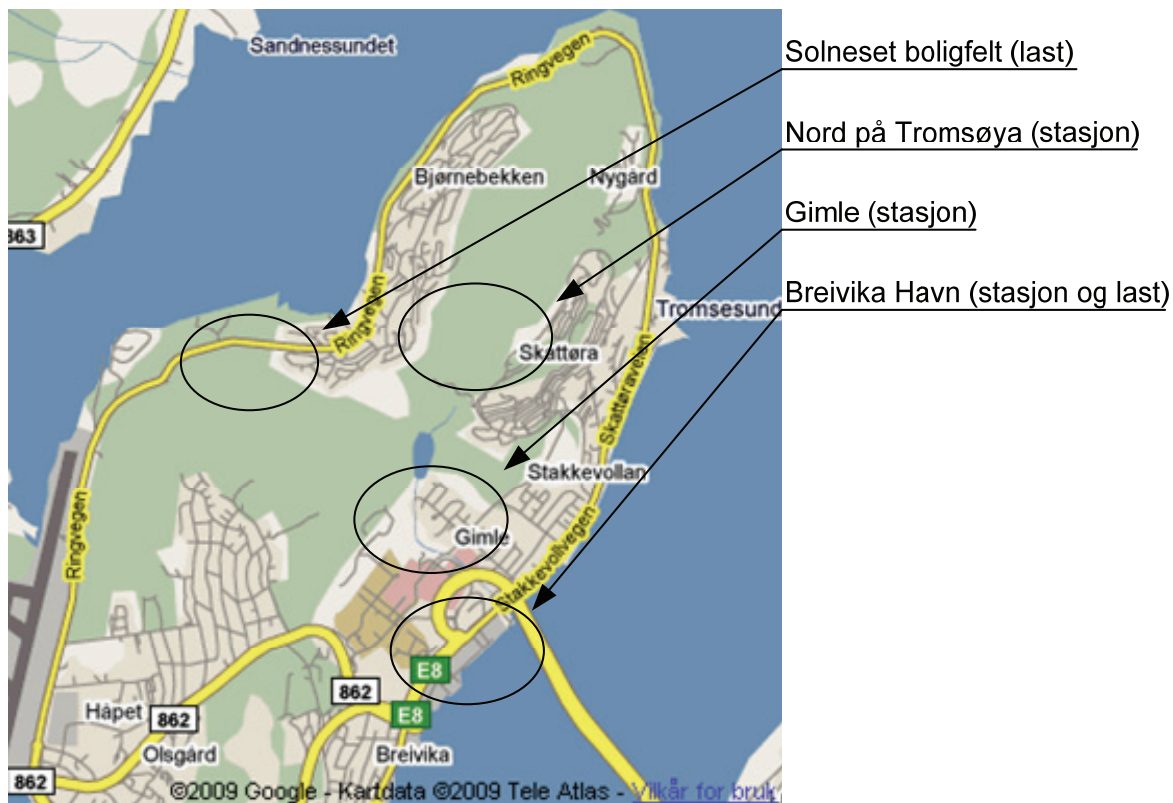 Sandnessundet
Ringvegen
Solneset boligfelt (last)
Nord på Tromsøya (stasjon)
Bjørnebekken
Nygård
Gimle (stasjon)
863
Breivika Havn (stasjon og last)
Ringvegen
Tromsesund
Skattøra
Skattøraveien
Stakkevollan
Ringvegen
Gimle
Stakkevollvegen
E8
862
Håpet
862
E8
Olsgård
Breivika
862
©2009 Google - Kartdata ©2009 Tele Atlas - Vilkår for bruk